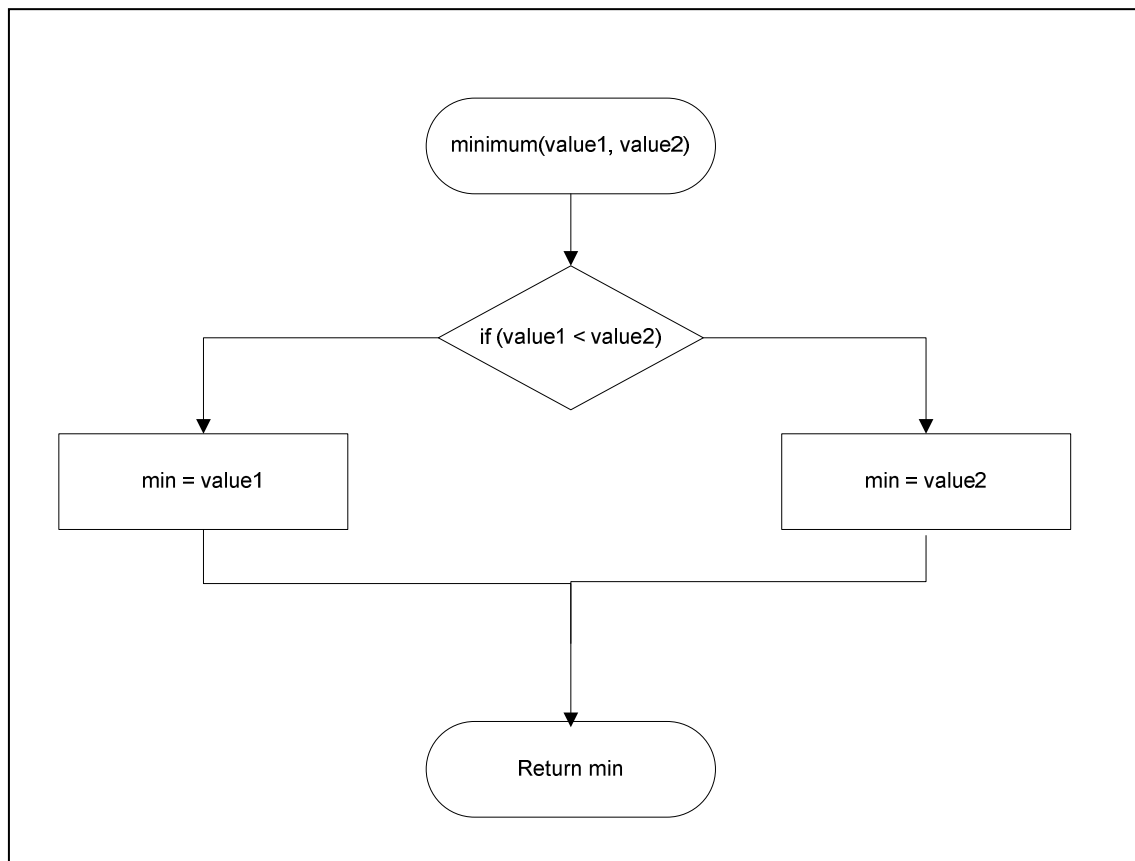 minimum(value1, value2)
if (value1 < value2)
min = value1
min = value2
Return min